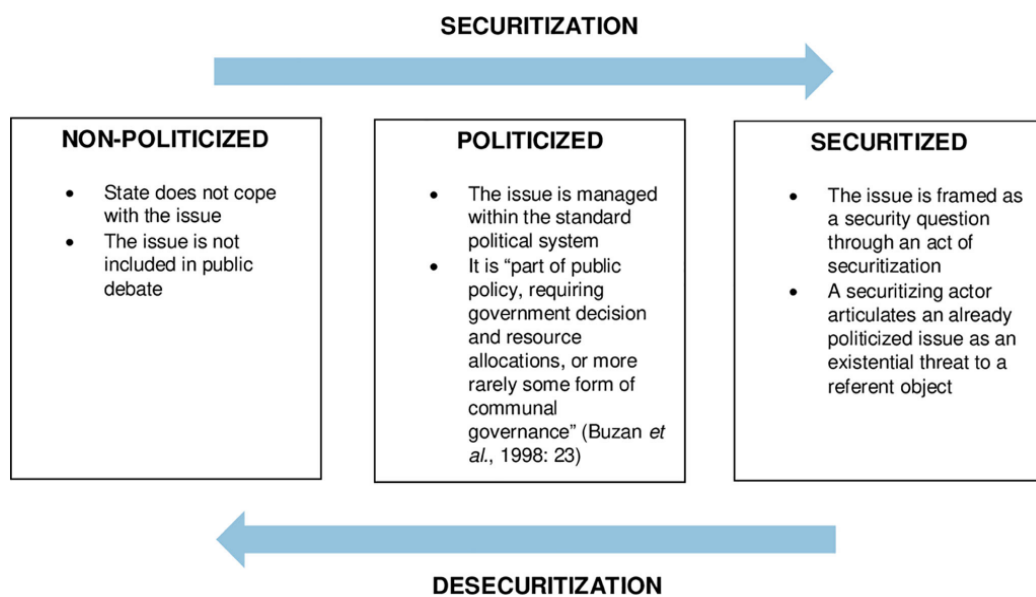 SECURITIZATION
NON-POLITICIZED
• State does not cope
with the issue
• The issue is not
included in public
debate
POLITICIZED
• The issue is managed
within the standard
political system
• It is “part of public
policy, requiring
government decision
and resource
allocations, or more
rarely some form of
communal
governance” (Buzan et
al., 1998: 23)
SECURITIZED
• The issue is framed as
a security question
through an act of
securitization
• A securitizing actor
articulates an already
politicized issue as an
existential threat to a
referent object
DESECURITIZATION